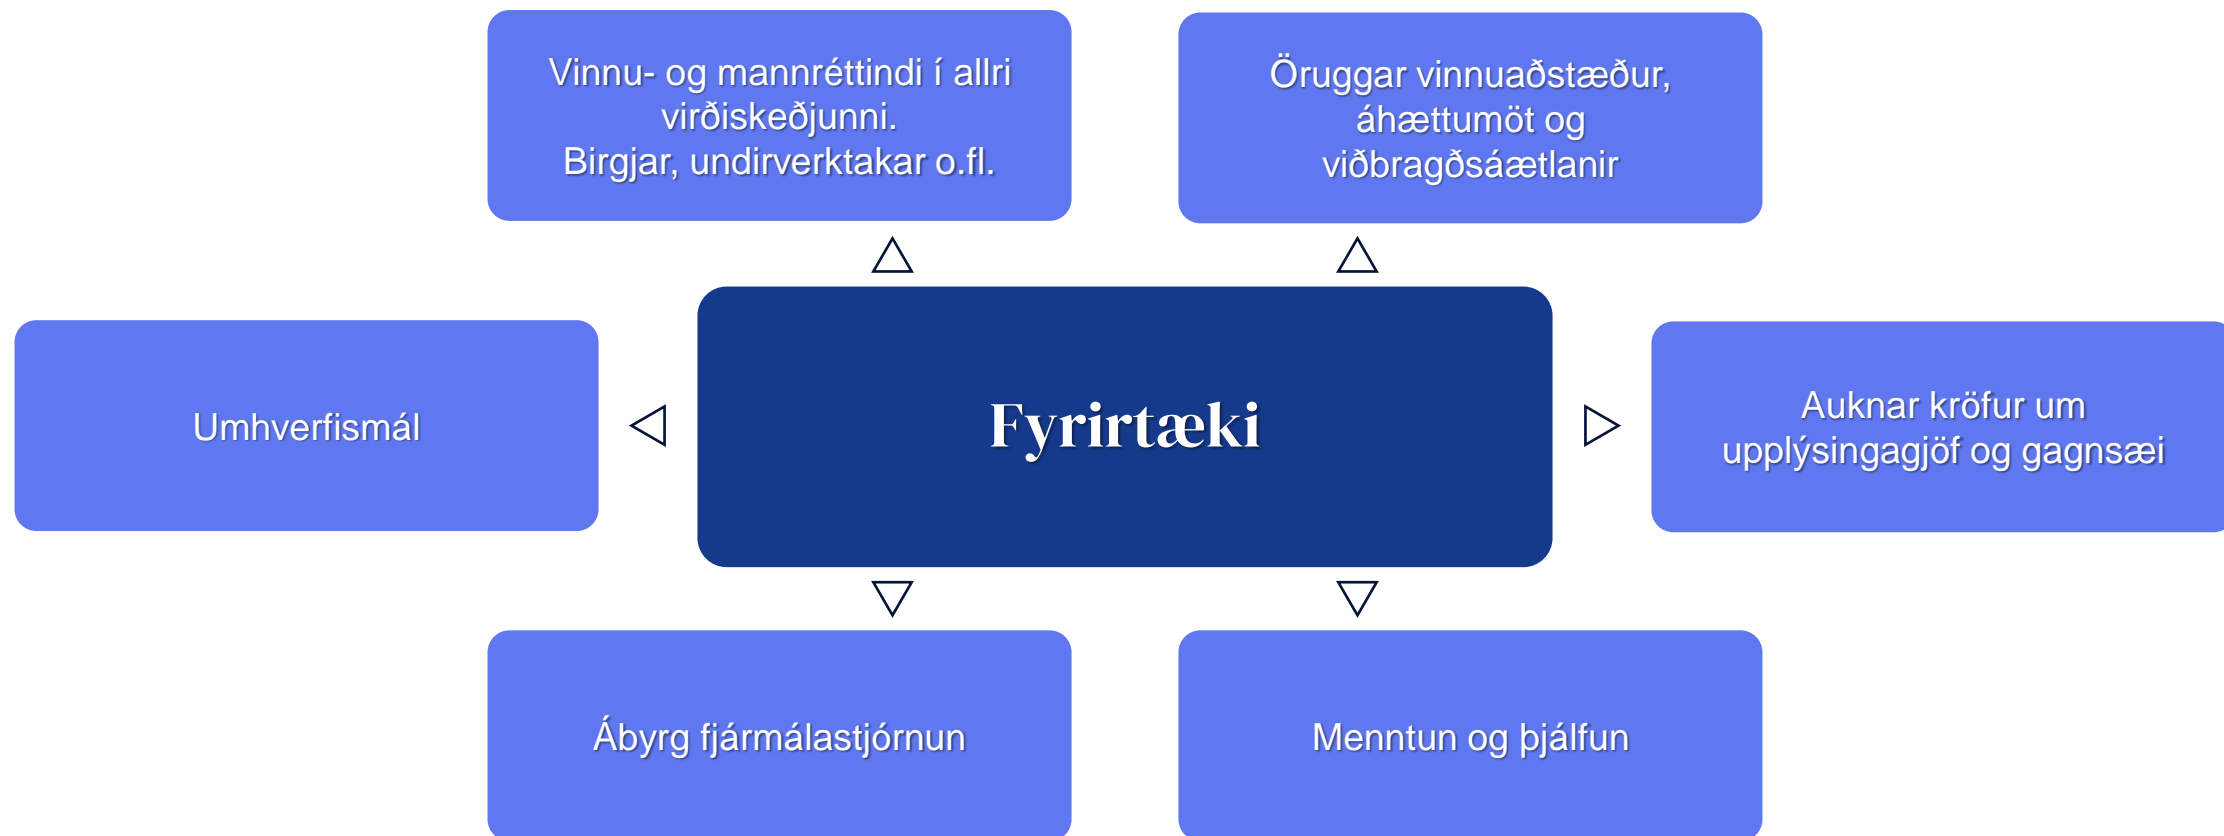 Vinnu- og mannréttindi í allri
virðiskeðjunni.
Birgjar, undirverktakar o.fl.
Öruggar vinnuaðstæður,
áhættumöt og
viðbragðsáætlanir
Umhverfismál
Fyrirtæki
Auknar kröfur um
upplýsingagjöf og gagnsæi
Ábyrg fjármálastjórnun
Menntun og þjálfun